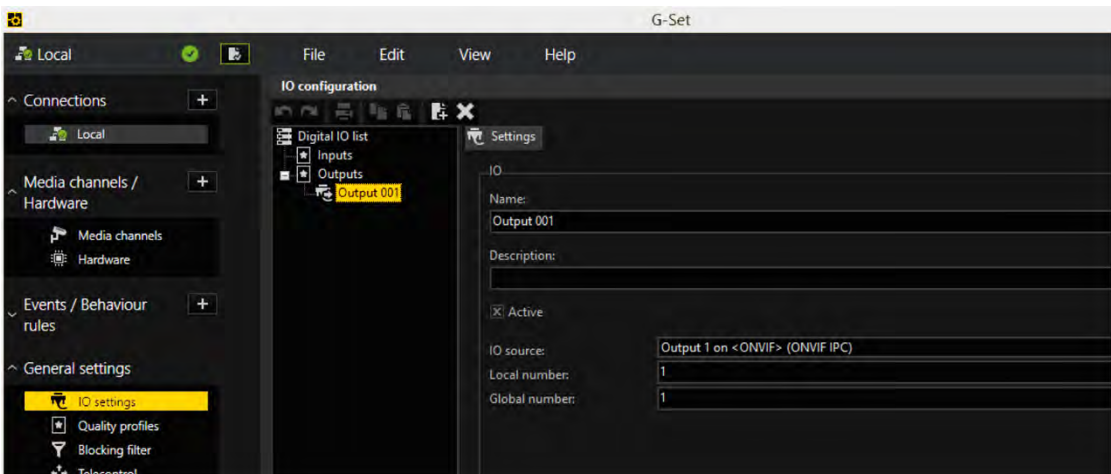 G-Set
Local
File Edit View Help
Connections
Local
Media channels /
Hardware
Media channels
Hardware
Events / Behaviour
rules
General settings
IO settings
Quality profiles
Blocking filter
Telecontrol
IO configuration
Digital IO list
Inputs
Outputs
Output 001
Settings
IO
Name:
Output 001
Description:
Active
IO source: Output 1 on <ONVIF> (ONVIF IPC)
Local number: 1
Global number: 1